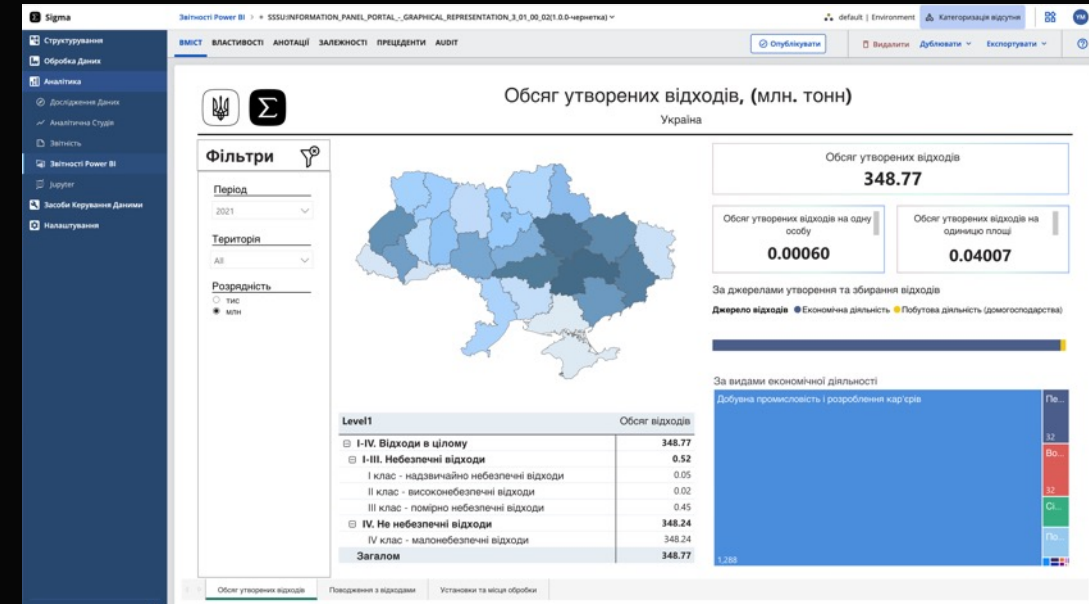 Sigma
Звітності Power BI > SSSU:INFORMATION_PANEL_PORTAL_-_GRAPHICAL_REPRESENTATION_3_01_00_02(1.0.0-чернетка)
default | Environment
Категоризація відсутня
YM
Структурування
Обробка Даних
Аналітика
Дослідження Даних
Аналітична Студія
Звітність
Звітності Power BI
Jupyter
Засоби Керування Даними
Налаштування
ВМІСТ ВЛАСТИВОСТІ АНОТАЦІЇ ЗАЛЕЖНОСТІ ПРЕЦЕДЕНТИ AUDIT
Опублікувати
Видалити Дублювати Експортувати
Обсяг утворених відходів, (млн. тонн)
Україна
Фільтри
Період
2021
Територія
All
Розрядність
тис
млн
Обсяг утворених відходів
348.77
Обсяг утворених відходів на одну
особу
0.00060
Обсяг утворених відходів на
одиницю площі
0.04007
За джерелами утворення та збирання відходів
Джерело відходів Економічна діяльність Побутова діяльність (домогосподарства)
За видами економічної діяльності
Добувна промисловість і розроблення кар'єрів
1,288
Пе...
32
Во...
32
Сі...
По...
Level1 Обсяг відходів
I-IV. Відходи в цілому 348.77
I-III. Небезпечні відходи 0.52
I клас - надзвичайно небезпечні відходи 0.05
II клас - високонебезпечні відходи 0.02
III клас - помірно небезпечні відходи 0.45
IV. Не небезпечні відходи 348.24
IV клас - малонебезпечні відходи 348.24
Загалом 348.77
Обсяг утворених відходів Поводження з відходами Установки та місця обробки